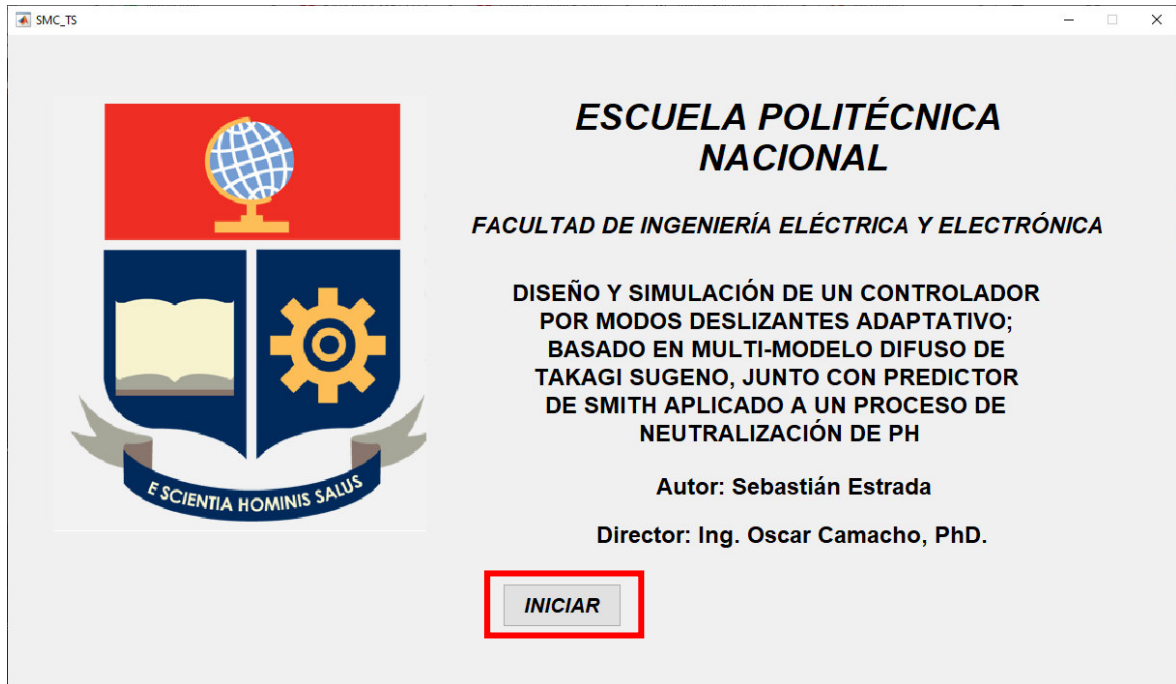 SMC_TS
ESCUELA POLITÉCNICA
NACIONAL
FACULTAD DE INGENIERÍA ELÉCTRICA Y ELECTRÓNICA
DISEÑO Y SIMULACIÓN DE UN CONTROLADOR
POR MODOS DESLIZANTES ADAPTATIVO;
BASADO EN MULTI-MODELO DIFUSO DE
TAKAGI SUGENO, JUNTO CON PREDICTOR
DE SMITH APLICADO A UN PROCESO DE
NEUTRALIZACIÓN DE PH
Autor: Sebastián Estrada
Director: Ing. Oscar Camacho, PhD.
E SCIENTIA HOMINIS SALUS
INICIAR